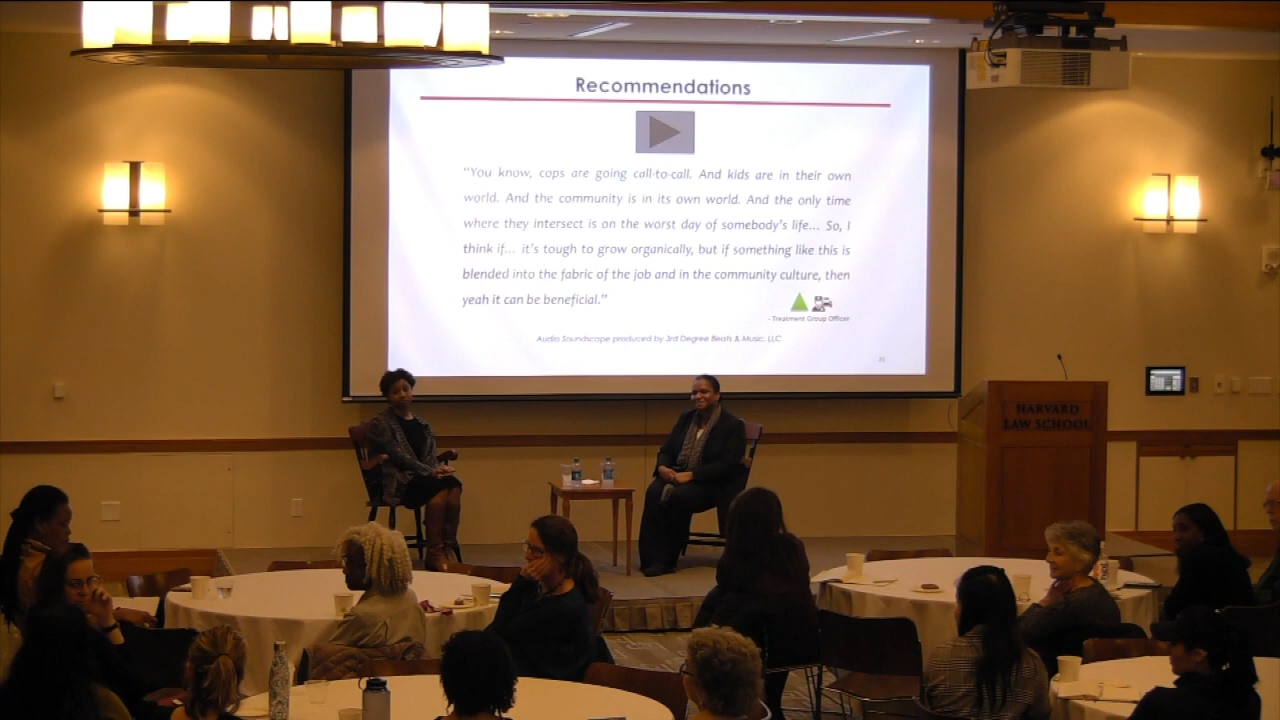 Recommendations
“You know, cops are going call-to-call. And kids are in their own
world. And the community is in its own world. And the only time
where they intersect is on the worst day of somebody’s life... So, I
think if... it’s tough to grow organically, but if something like this is
blended into the fabric of the job and in the community culture, then
yeah it can be beneficial.”
- Treatment Group Officer
Audio Soundscape produced by 3rd Degree Beats & Music, LLC
HARVARD
LAW SCHOOL